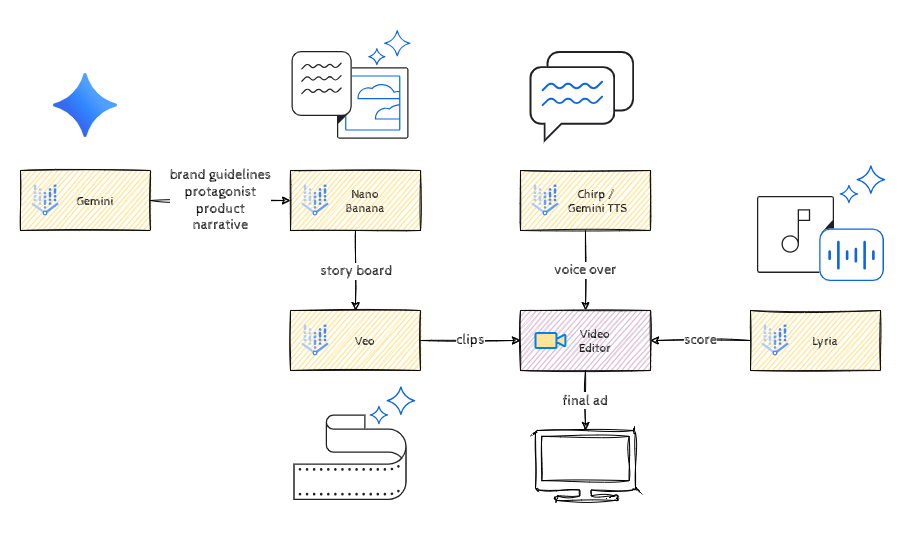 Gemini
brand guidelines
protagonist
product
narrative
Nano
Banana
Chirp /
Gemini TTS
story board
voice over
Veo
clips
Video
Editor
score
Lyria
final ad